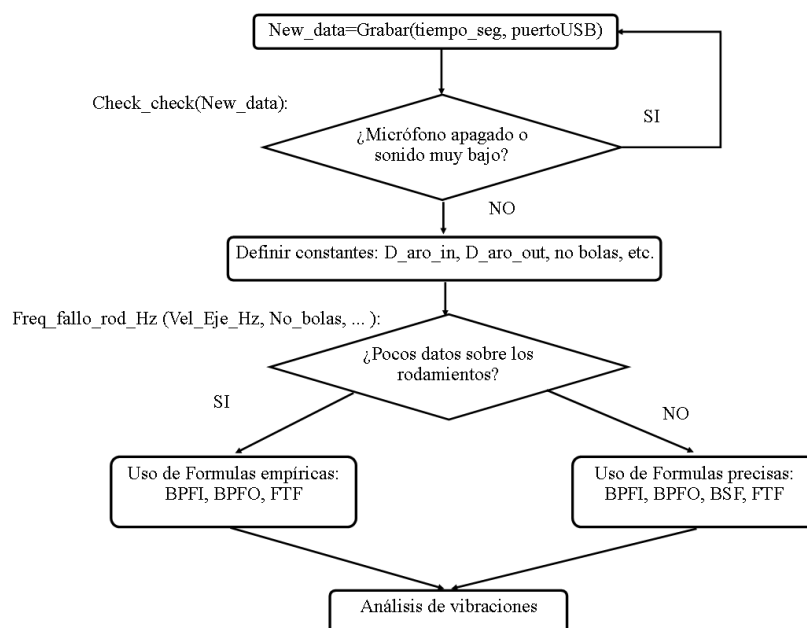 New_data=Grabar(tiempo_seg, puertoUSB)
Check_check(New_data):
SI
¿Micrófono apagado o
sonido muy bajo?
NO
Definir constantes: D_aro_in, D_aro_out, no bolas, etc.
Freq_fallo_rod_Hz (Vel_Eje_Hz, No_bolas, ... ):
¿Pocos datos sobre los
rodamientos?
SI
NO
Uso de Formulas empíricas:
BPFI, BPFO, FTF
Uso de Formulas precisas:
BPFI, BPFO, BSF, FTF
Análisis de vibraciones